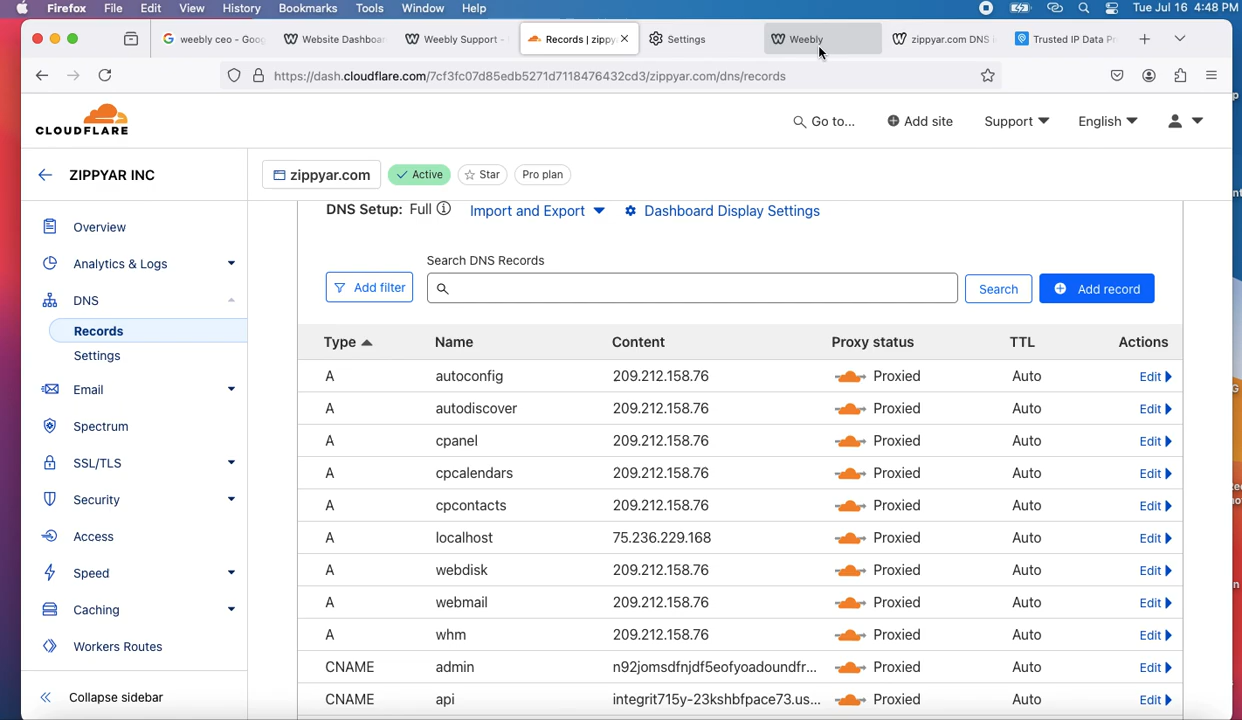 Firefox File Edit View History Bookmarks Tools Window Help Tue Jul 16 4:48 PM
weebly ceo - Goo Website Dashboar Weebly Support - Records | zippy Settings Weebly zippyar.com DNS Trusted IP Data Pr
https://dash.cloudflare.com/7cf3fc07d85edb5271d7118476432cd3/zippyar.com/dns/records
CLOUDFLARE
Go to... Add site Support English
ZIPPYAR INC
zippyar.com Active Star Pro plan
Overview
Analytics & Logs
DNS
Records
Settings
Email
Spectrum
SSL/TLS
Security
Access
Speed
Caching
Workers Routes
Collapse sidebar
DNS Setup: Full Import and Export Dashboard Display Settings
Search DNS Records
Add filter Search Add record
Type Name Content Proxy status TTL Actions
A autoconfig 209.212.158.76 Proxied Auto Edit
A autodiscover 209.212.158.76 Proxied Auto Edit
A cpanel 209.212.158.76 Proxied Auto Edit
A cpcalendars 209.212.158.76 Proxied Auto Edit
A cpcontacts 209.212.158.76 Proxied Auto Edit
A localhost 75.236.229.168 Proxied Auto Edit
A webdisk 209.212.158.76 Proxied Auto Edit
A webmail 209.212.158.76 Proxied Auto Edit
A whm 209.212.158.76 Proxied Auto Edit
CNAME admin n92jomsdfnjdf5eofyoadoundfr... Proxied Auto Edit
CNAME api integrit715y-23kshbfpace73.us... Proxied Auto Edit